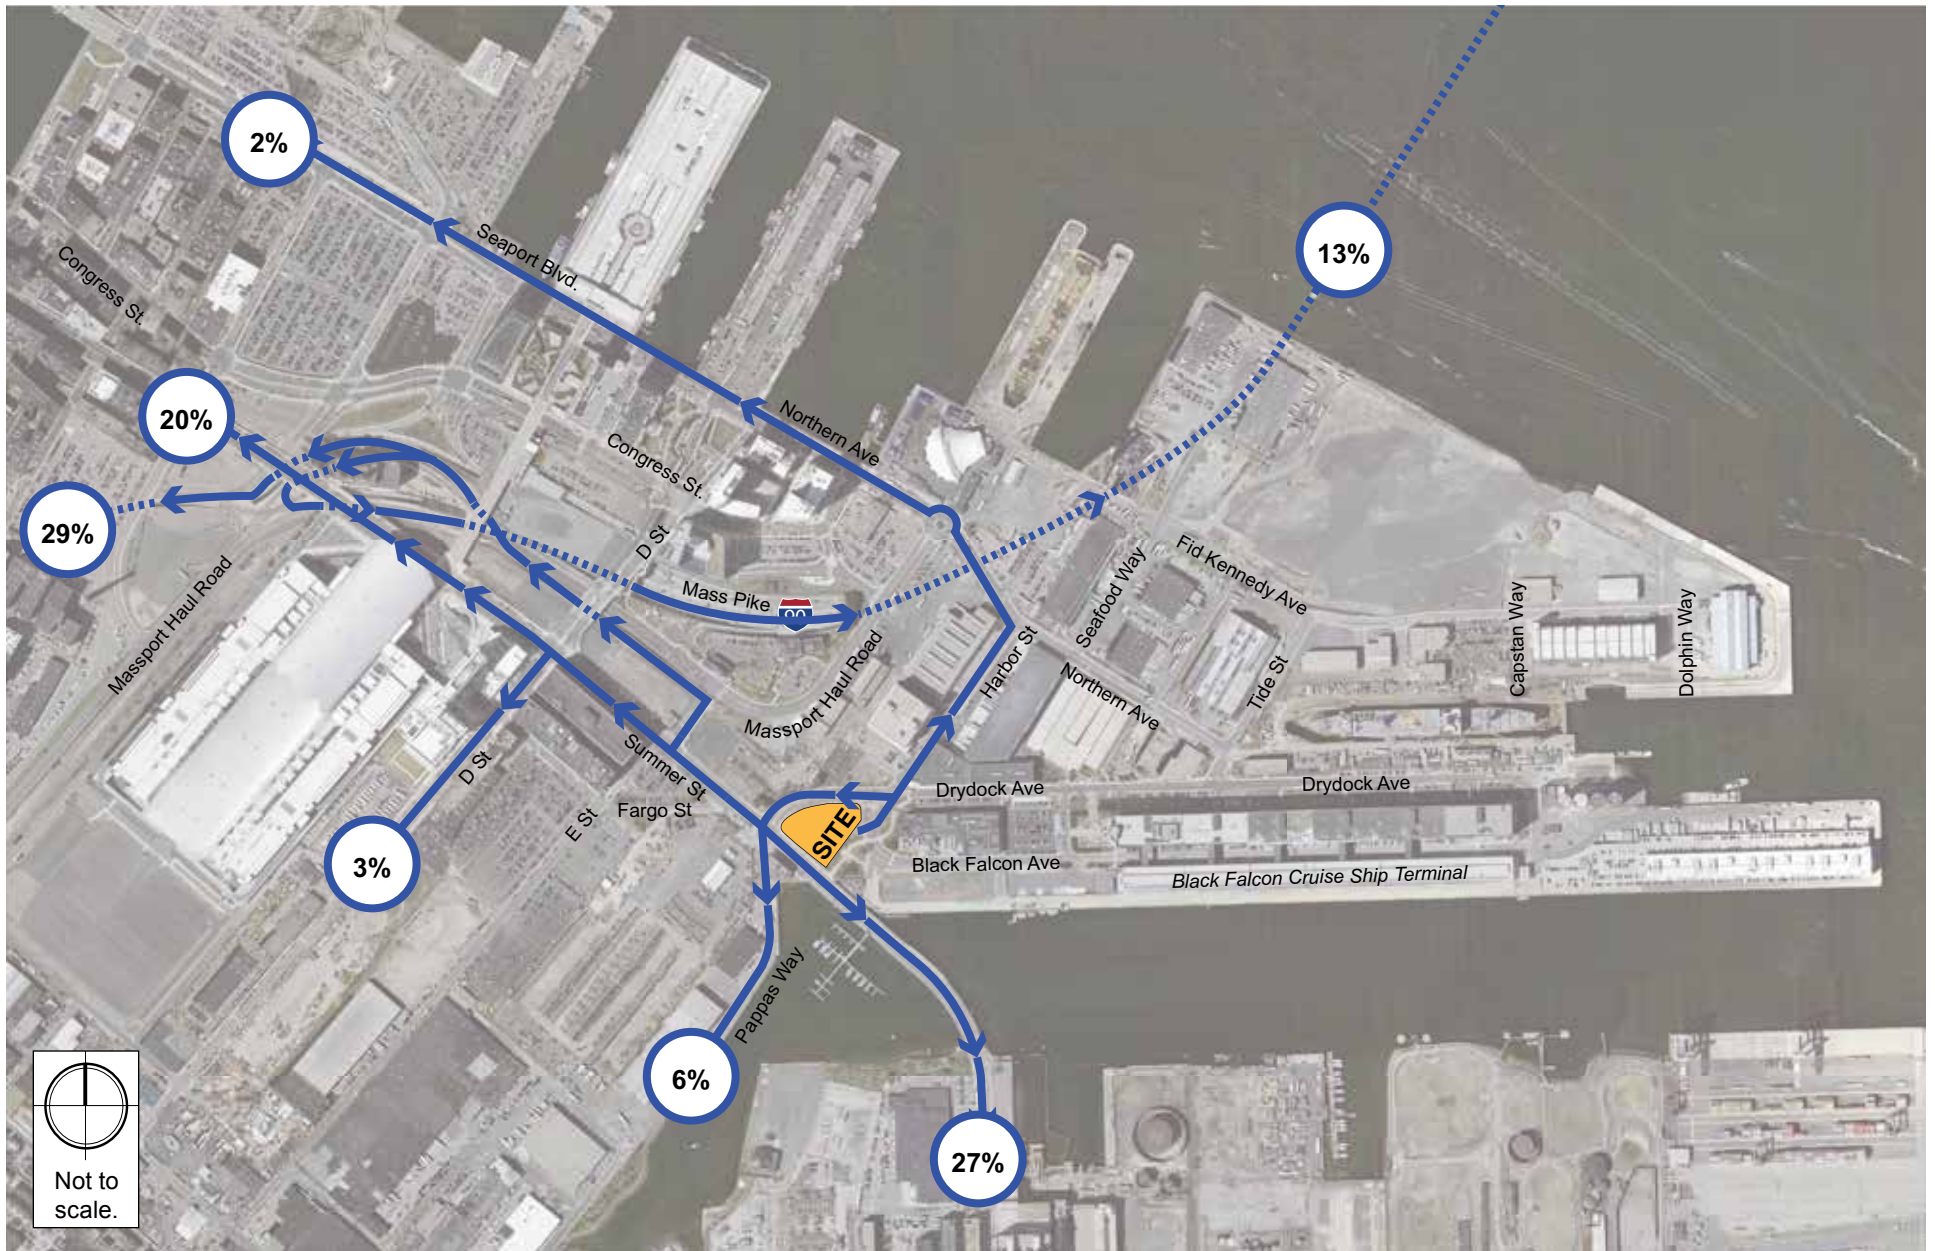 2%
13%
Seaport Blvd.
Congress St.
20%
Northern Ave
Congress St.
29%
D St
Massport Haul Road
Mass Pike
90
Seafood Way
Fid Kennedy Ave
Capstan Way
Dolphin Way
Harbor St
Massport Haul Road
Northern Ave
Tide St
Summer St
D St
E St
Fargo St
Drydock Ave
Drydock Ave
SITE
Black Falcon Ave
Black Falcon Cruise Ship Terminal
3%
Pappas Way
6%
27%
Not to
scale.